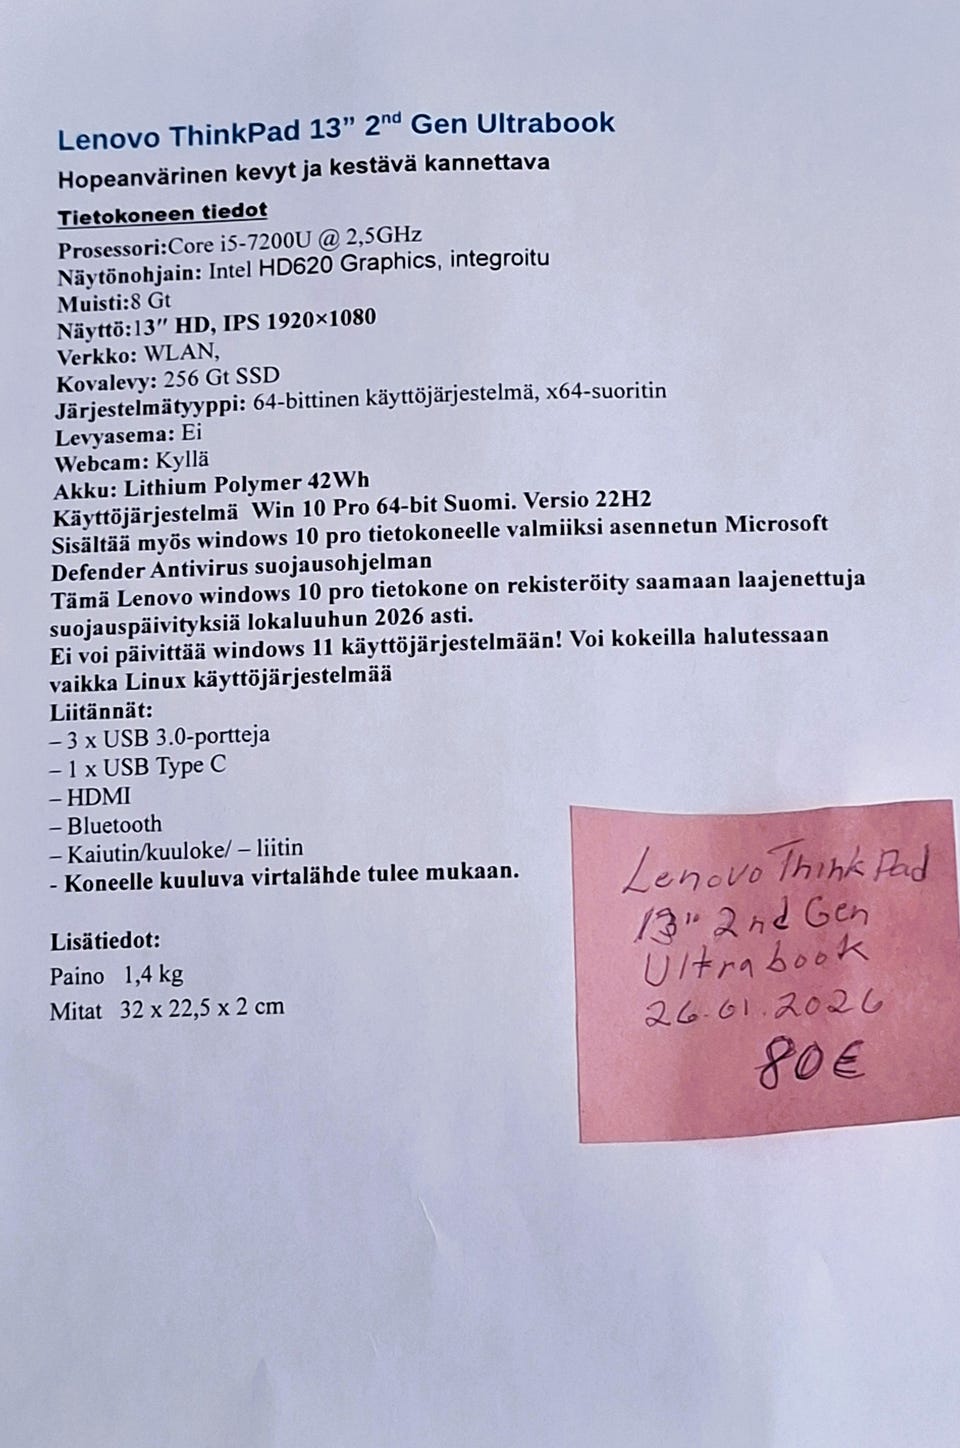 Lenovo ThinkPad 13” 2nd Gen Ultrabook
Hopeanvärinen kevyt ja kestävä kannettava
Tietokoneen tiedot
Prosessori:Core i5-7200U @ 2,5GHz
Näytönohjain: Intel HD620 Graphics, integroitu
Muisti:8 Gt
Näyttö:13″ HD, IPS 1920×1080
Verkko: WLAN,
Kovalevy: 256 Gt SSD
Järjestelmätyyppi: 64-bittinen käyttöjärjestelmä, x64-suoritin
Levyasema: Ei
Webcam: Kyllä
Akku: Lithium Polymer 42Wh
Käyttöjärjestelmä Win 10 Pro 64-bit Suomi. Versio 22H2
Sisältää myös windows 10 pro tietokoneelle valmiiksi asennetun Microsoft
Defender Antivirus suojausohjelman
Tämä Lenovo windows 10 pro tietokone on rekisteröity saamaan laajenettuja
suojauspäivityksiä lokaluuhun 2026 asti.
Ei voi päivittää windows 11 käyttöjärjestelmään! Voi kokeilla halutessaan
vaikka Linux käyttöjärjestelmää
Liitännät:
– 3 x USB 3.0-portteja
– 1 x USB Type C
– HDMI
– Bluetooth
– Kaiutin/kuuloke/ – liitin
- Koneelle kuuluva virtalähde tulee mukaan.
Lisätiedot:
Paino 1,4 kg
Mitat 32 x 22,5 x 2 cm
Lenovo ThinkPad
13" 2nd Gen
Ultrabook
26.01.2026
80€